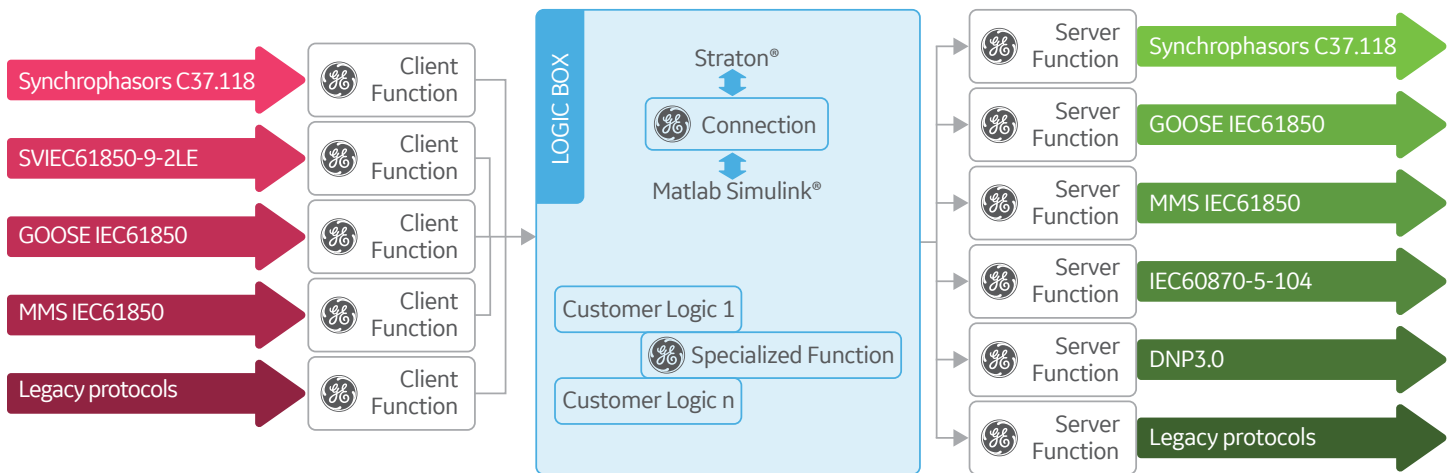 Synchrophasors C37.118
Client
Function
SVIEC61850-9-2LE
Client
Function
GOOSE IEC61850
Client
Function
MMS IEC61850
Client
Function
Legacy protocols
Client
Function
LOGIC BOX
Straton®
Connection
Matlab Simulink®
Customer Logic 1
Specialized Function
Customer Logic n
Server
Function
Synchrophasors C37.118
Server
Function
GOOSE IEC61850
Server
Function
MMS IEC61850
Server
Function
IEC60870-5-104
Server
Function
DNP3.0
Server
Function
Legacy protocols